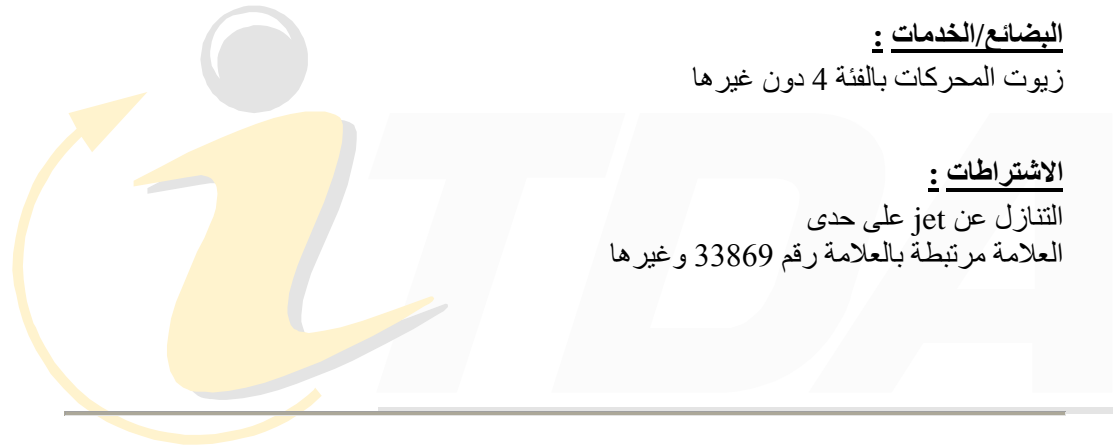 البضائع/الخدمات :
زيوت المحركات بالفئة 4 دون غيرها
الاشتراطات :
التنازل عن jet على حدى
العلامة مرتبطة بالعلامة رقم 33869 وغيرها
iTDA